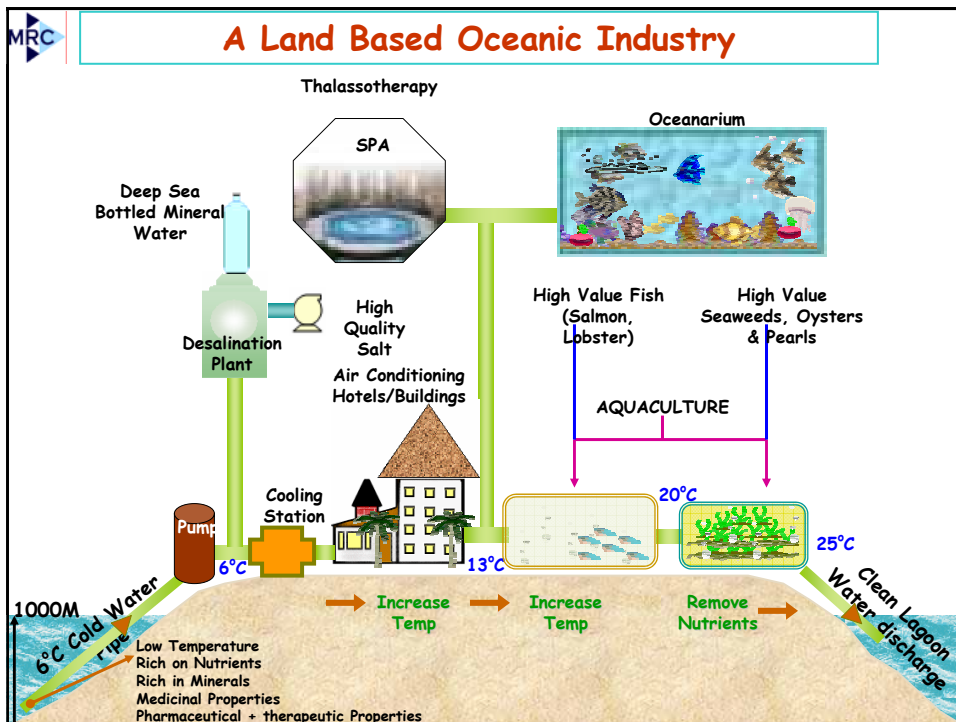 MRC
A Land Based Oceanic Industry
Thalassotherapy
SPA
Oceanarium
Deep Sea
Bottled Mineral
Water
High
Quality
Salt
Desalination
Plant
High Value Fish
(Salmon,
Lobster)
High Value
Seaweeds, Oysters
& Pearls
Air Conditioning
Hotels/Buildings
AQUACULTURE
Cooling
Station
Pump
6°C
13°C
20°C
25°C
1000M
6°C Cold Water
Pipe
Increase
Temp
Increase
Temp
Remove
Nutrients
Clean Lagoon
Water discharge
Low Temperature
Rich on Nutrients
Rich in Minerals
Medicinal Properties
Pharmaceutical + therapeutic Properties